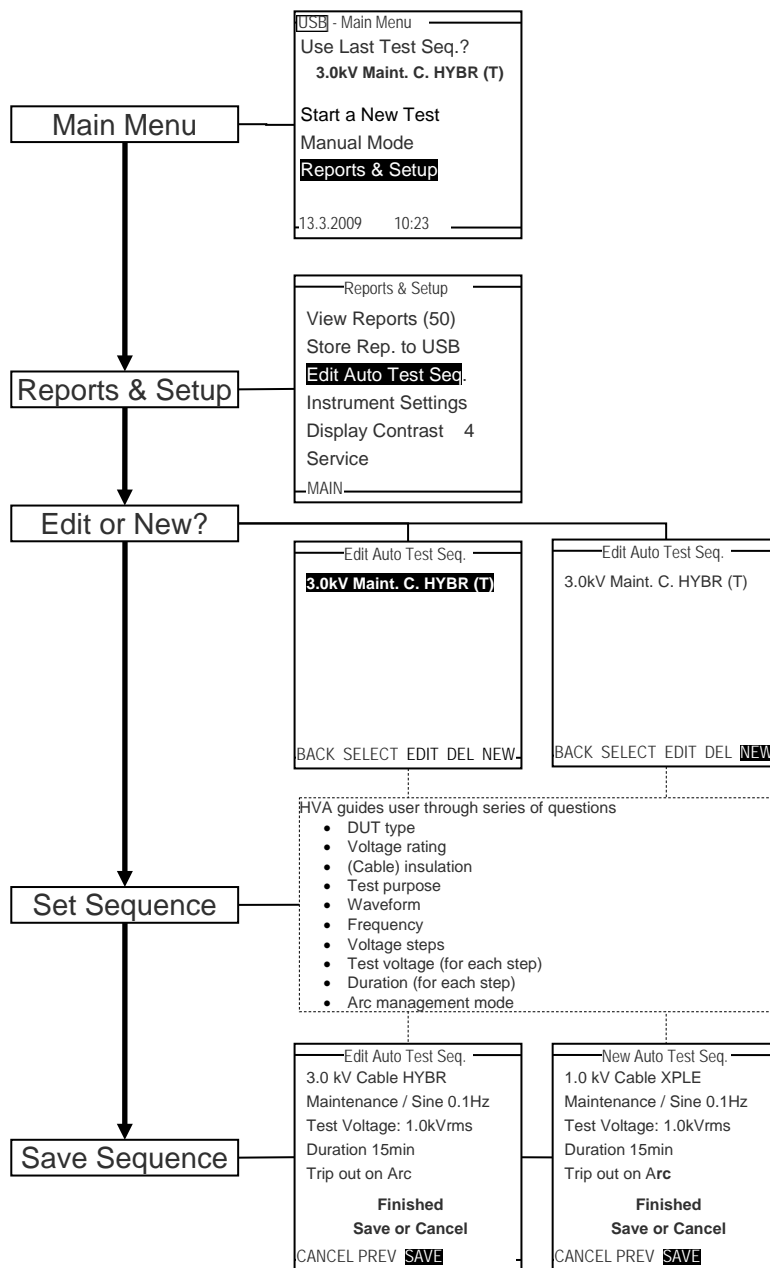 USB - Main Menu
Use Last Test Seq.?
3.0kV Maint. C. HYBR (T)
Start a New Test
Manual Mode
Reports & Setup
13.3.2009 10:23
Main Menu
Reports & Setup
View Reports (50)
Store Rep. to USB
Edit Auto Test Seq.
Instrument Settings
Display Contrast 4
Service
MAIN
Reports & Setup
Edit or New?
Edit Auto Test Seq.
3.0kV Maint. C. HYBR (T)
BACK SELECT EDIT DEL NEW
Edit Auto Test Seq.
3.0kV Maint. C. HYBR (T)
BACK SELECT EDIT DEL NEW
HVA guides user through series of questions
• DUT type
• Voltage rating
• (Cable) insulation
• Test purpose
• Waveform
• Frequency
• Voltage steps
• Test voltage (for each step)
• Duration (for each step)
• Arc management mode
Set Sequence
Edit Auto Test Seq.
3.0 kV Cable HYBR
Maintenance / Sine 0.1Hz
Test Voltage: 1.0kVrms
Duration 15min
Trip out on Arc
Finished
Save or Cancel
CANCEL PREV SAVE
New Auto Test Seq.
1.0 kV Cable XPLE
Maintenance / Sine 0.1Hz
Test Voltage: 1.0kVrms
Duration 15min
Trip out on Arc
Finished
Save or Cancel
CANCEL PREV SAVE
Save Sequence